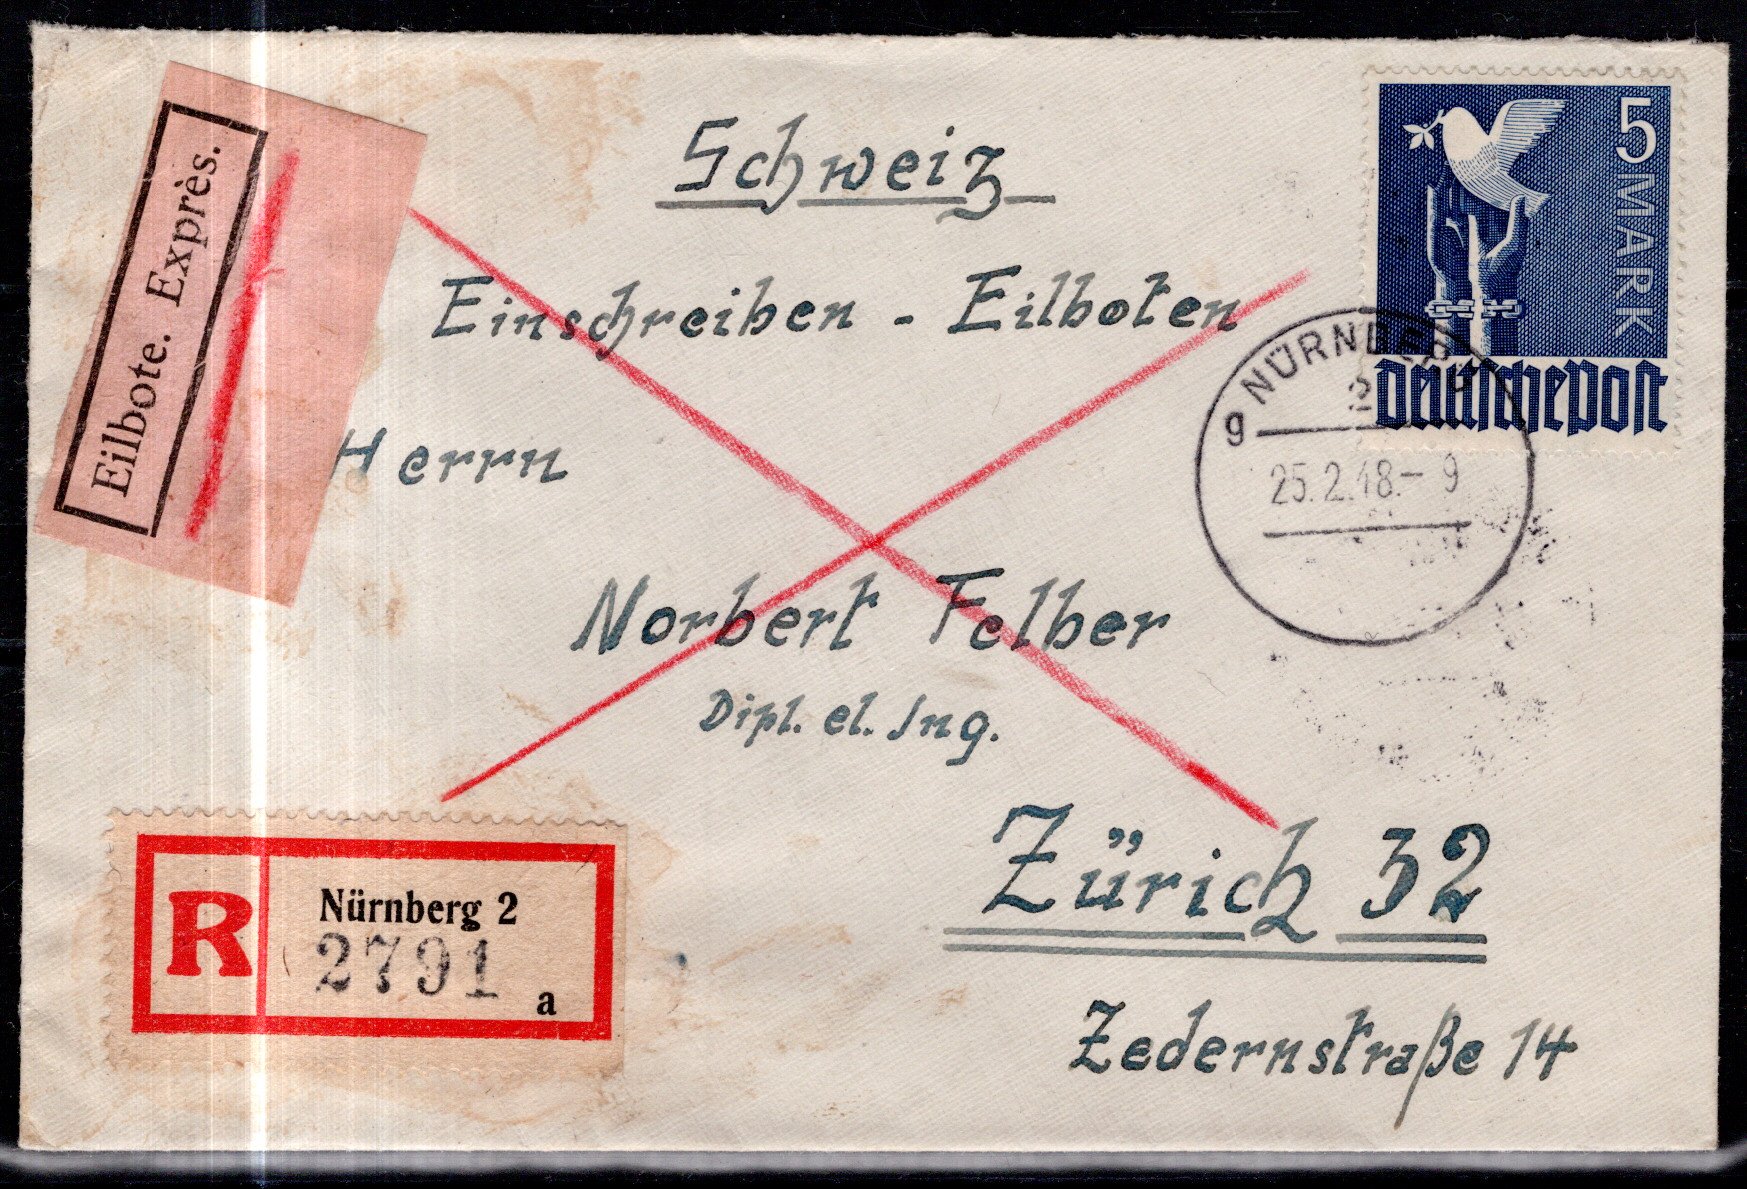 Eilbote. Exprès.
Schweiz
Einschreiben - Eilboten
Herrn
Norbert Felber
Dipl. el. Ing.
Zürich 32
Zedernstraße 14
5 MARK
Deutsche Post
NÜRNBERG
2
g
25.2.48.- 9
R
Nürnberg 2
2791
a